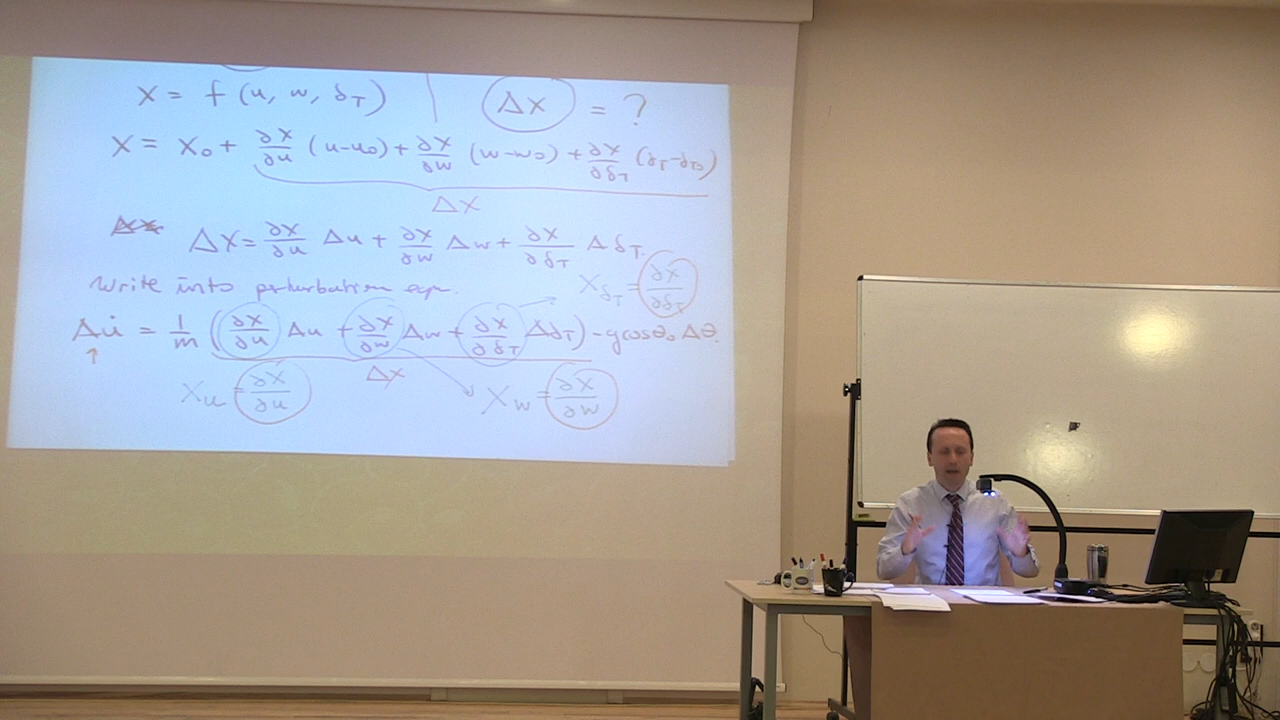 X = f (u, w, δT) | ΔX = ?
X = X₀ + ∂X/∂u (u-u₀) + ∂X/∂w (w-w₀) + ∂X/∂δT (δT-δT₀)
ΔX
ΔX = ∂X/∂u Δu + ∂X/∂w Δw + ∂X/∂δT ΔδT.
write into perturbation eqn.
XδT = ∂X/∂δT
Δu̇ = 1/m (∂X/∂u Δu + ∂X/∂w Δw + ∂X/∂δT ΔδT) - g cosθ₀ Δθ.
↑
ΔX
Xu = ∂X/∂u
Xw = ∂X/∂w